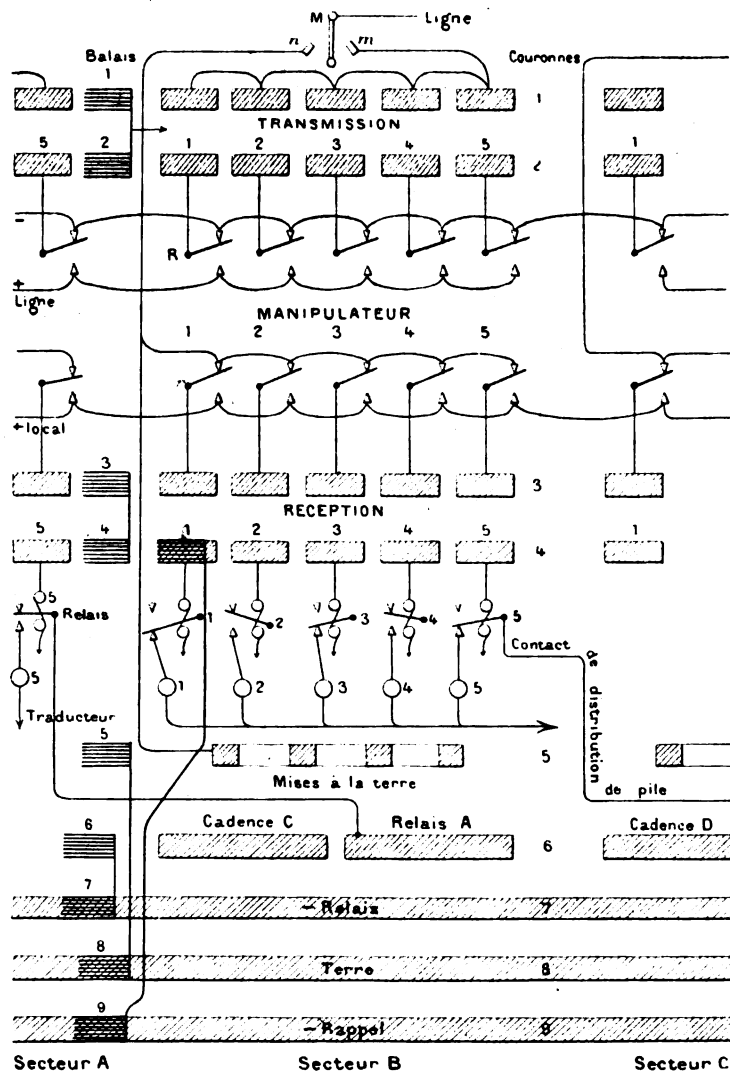 M Ligne
n m
Balais Couronnes
1
1
TRANSMISSION
5 2 1 2 3 4 5 1
-
R
+
Ligne
MANIPULATEUR
1 2 3 4 5
+ local
3
3
RECEPTION
5 4 1 2 3 4 5 4 1
5 V V V V V
Relais 1 2 3 4 5
Contact
5 1 2 3 4 5
de distribution
Traducteur
5
5
Mises à la terre
de pile
Cadence C Relais A Cadence D
6 6
7
- Relais 7
8
Terre 8
9
- Rappel 9
Secteur A Secteur B Secteur C